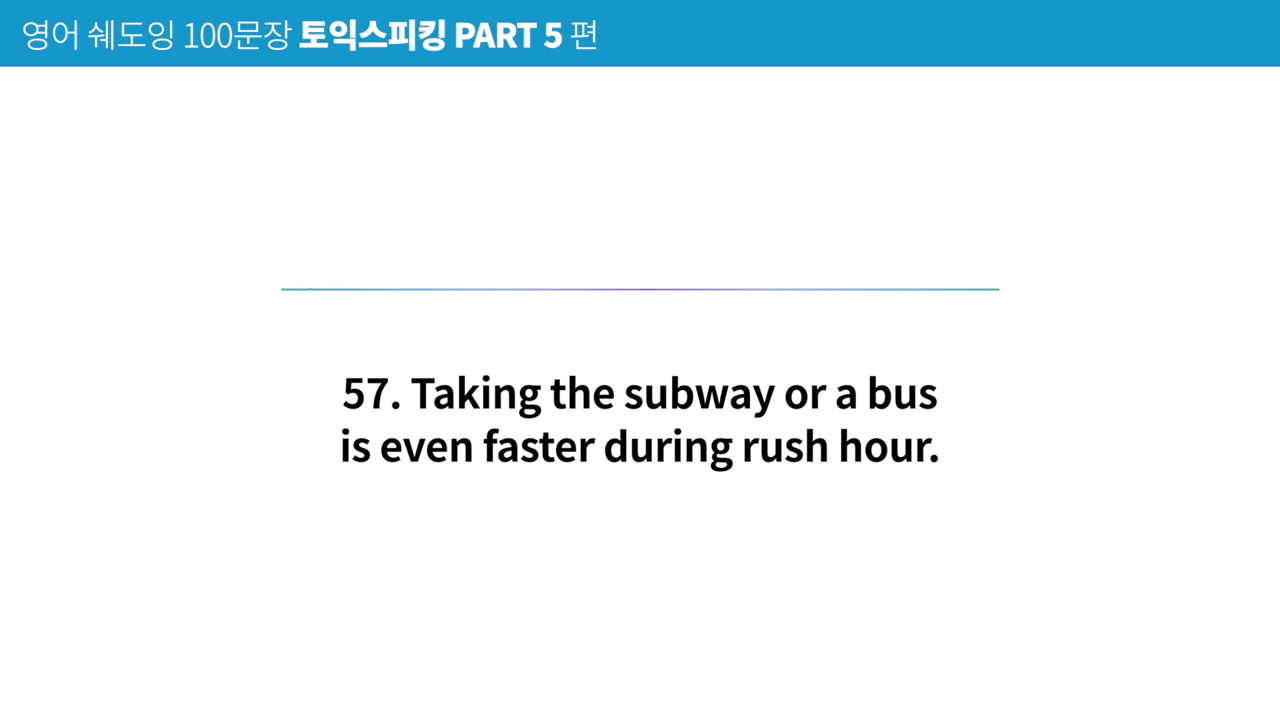 영어 쉐도잉 100문장 토익스피킹 PART 5 편
57. Taking the subway or a bus
is even faster during rush hour.